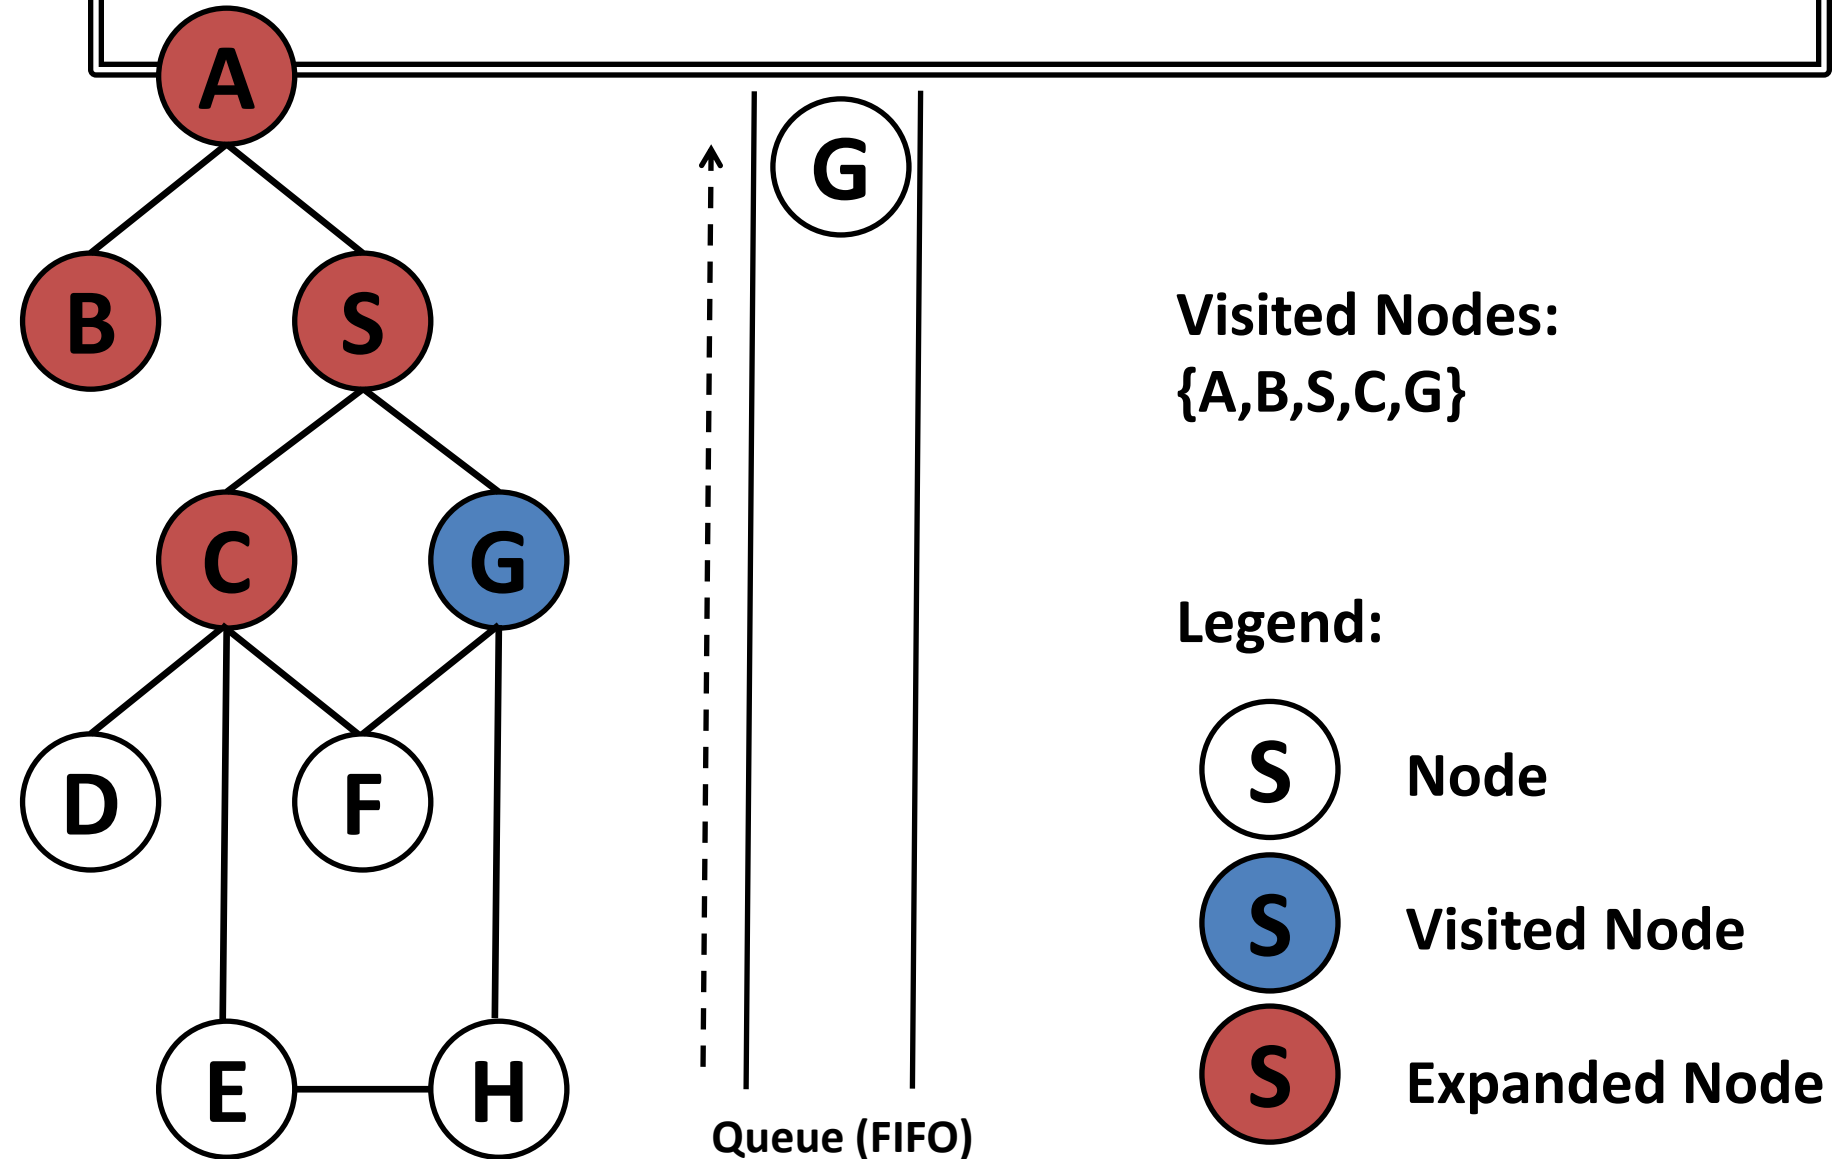 A
G
B
S
Visited Nodes:
{A,B,S,C,G}
C
G
Legend:
D
F
S Node
S Visited Node
E
H
S Expanded Node
Queue (FIFO)